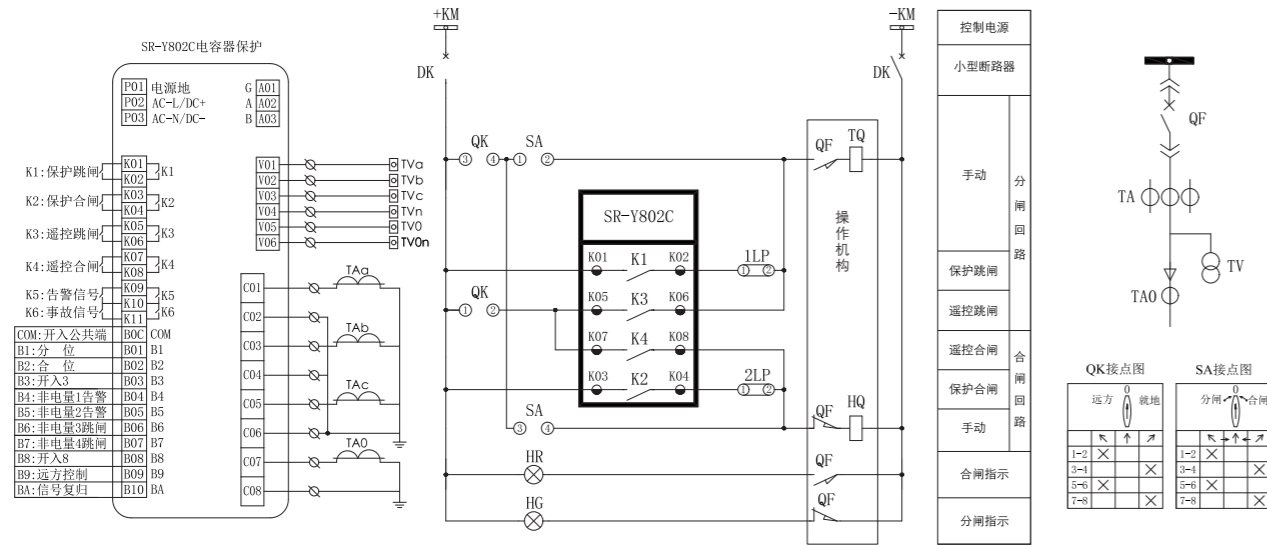 SR-Y802C电容器保护
P01 电源地
P02 AC-L/DC+
P03 AC-N/DC-
G A01
A A02
B A03
K1:保护跳闸 K01 K02 K1
K2:保护合闸 K03 K04 K2
K3:遥控跳闸 K05 K06 K3
K4:遥控合闸 K07 K08 K4
K5:告警信号 K09 K10 K5
K6:事故信号 K11 K6
COM:开入公共端 B0C COM
B1:分 位 B01 B1
B2:合 位 B02 B2
B3:开入3 B03 B3
B4:非电量1告警 B04 B4
B5:非电量2告警 B05 B5
B6:非电量3跳闸 B06 B6
B7:非电量4跳闸 B07 B7
B8:开入8 B08 B8
B9:远方控制 B09 B9
BA:信号复归 B10 BA
V01 TVa
V02 TVb
V03 TVc
V04 TVn
V05 TV0
V06 TV0n
C01 TAa
C02
C03 TAb
C04
C05 TAc
C06
C07 TA0
C08
+KM
-KM
DK
DK
QK
③ ④
SA
① ②
QF
TQ
SR-Y802C
K01 K1 K02
1LP
① ②
K05 K3 K06
QK
① ②
K07 K4 K08
K03 K2 K04
2LP
① ②
SA
③ ④
QF
HQ
HR
QF
HG
QF
操作机构
控制电源
小型断路器
手动
保护跳闸
遥控跳闸
分闸回路
遥控合闸
保护合闸
手动
合闸回路
合闸指示
分闸指示
QF
TA
TV
TA0
QK接点图
0
远方 就地
↖ ↑ ↗
1-2 ×
3-4 ×
5-6 ×
7-8 ×
SA接点图
0
分闸 合闸
↖ → ↑ ← ↗
1-2 ×
3-4 ×
5-6 ×
7-8 ×